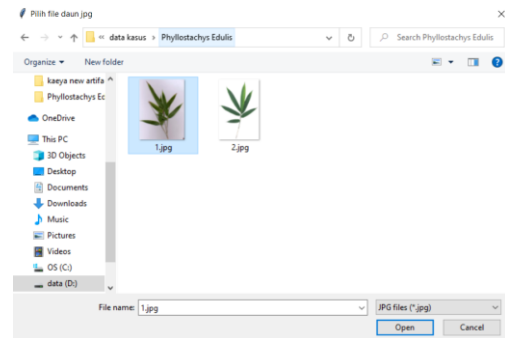 Pilih file daun jpg
« data kasus › Phyllostachys Edulis
Search Phyllostachys Edulis
Organize
New folder
kaeya new artifa
Phyllostachys Ec
OneDrive
This PC
3D Objects
Desktop
Documents
Downloads
Music
Pictures
Videos
OS (C:)
data (D:)
1.jpg
2.jpg
File name:
1.jpg
JPG files (*.jpg)
Open
Cancel